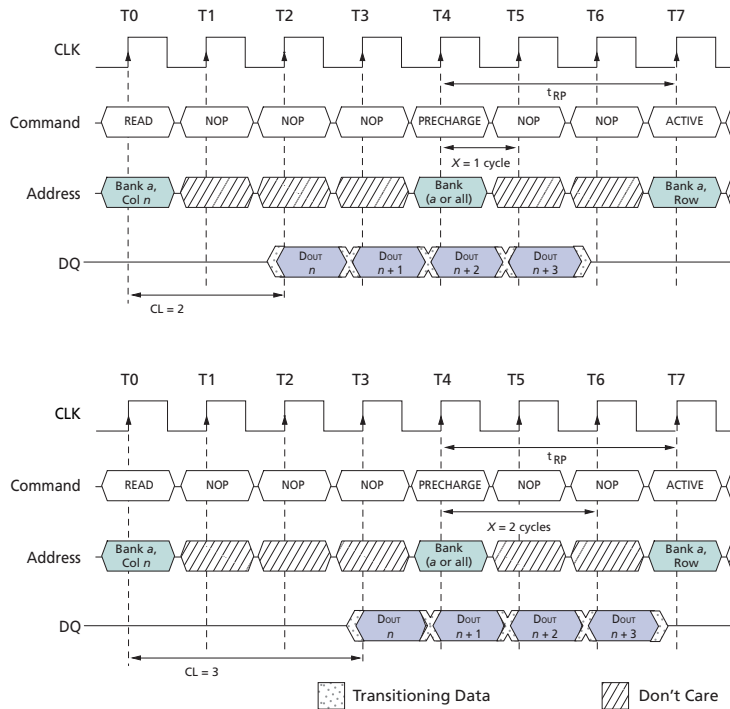 T0 T1 T2 T3 T4 T5 T6 T7
CLK
tRP
Command READ NOP NOP NOP PRECHARGE NOP NOP ACTIVE
X = 1 cycle
Address Bank a, Col n Bank (a or all) Bank a, Row
DQ DOUT n DOUT n + 1 DOUT n + 2 DOUT n + 3
CL = 2
T0 T1 T2 T3 T4 T5 T6 T7
CLK
tRP
Command READ NOP NOP NOP PRECHARGE NOP NOP ACTIVE
X = 2 cycles
Address Bank a, Col n Bank (a or all) Bank a, Row
DQ DOUT n DOUT n + 1 DOUT n + 2 DOUT n + 3
CL = 3
Transitioning Data Don't Care